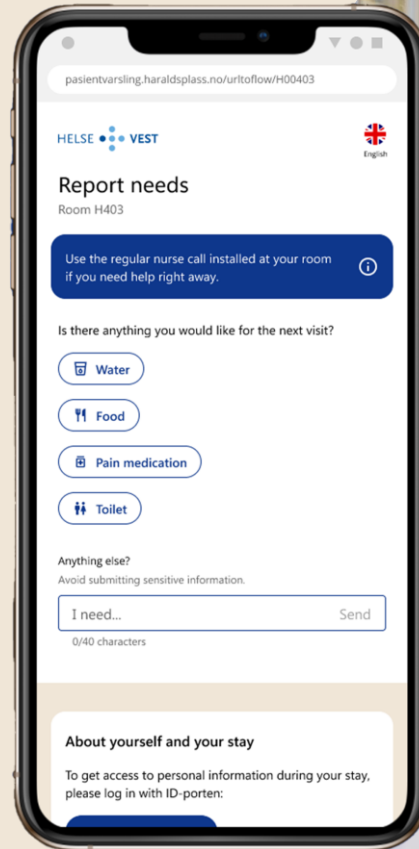 pasientvarsling.haraldsplass.no/urltoflow/H00403
HELSE VEST
English
Report needs
Room H403
Use the regular nurse call installed at your room
if you need help right away.
Is there anything you would like for the next visit?
Water
Food
Pain medication
Toilet
Anything else?
Avoid submitting sensitive information.
I need... Send
0/40 characters
About yourself and your stay
To get access to personal information during your stay,
please log in with ID-porten: